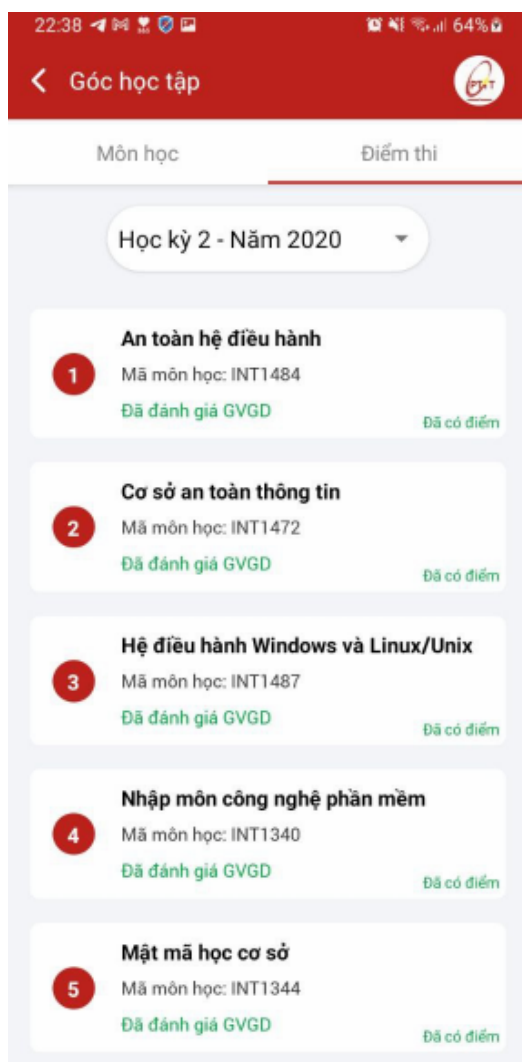 22:38 64%
Góc học tập
PT T
Môn học Điểm thi
Học kỳ 2 - Năm 2020
An toàn hệ điều hành
1 Mã môn học: INT1484
Đã đánh giá GVGD
Đã có điểm
Cơ sở an toàn thông tin
2 Mã môn học: INT1472
Đã đánh giá GVGD
Đã có điểm
Hệ điều hành Windows và Linux/Unix
3 Mã môn học: INT1487
Đã đánh giá GVGD
Đã có điểm
Nhập môn công nghệ phần mềm
4 Mã môn học: INT1340
Đã đánh giá GVGD
Đã có điểm
Mật mã học cơ sở
5 Mã môn học: INT1344
Đã đánh giá GVGD
Đã có điểm